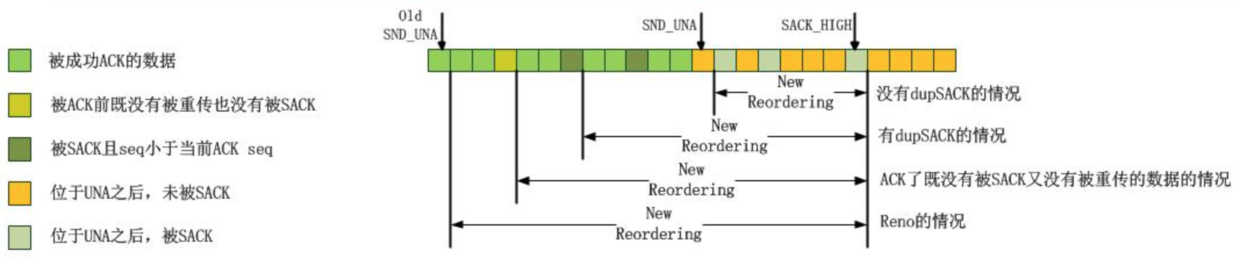 Old
SND_UNA
SND_UNA
SACK_HIGH
被成功ACK的数据
被ACK前既没有被重传也没有被SACK
被SACK且seq小于当前ACK seq
位于UNA之后，未被SACK
位于UNA之后，被SACK
New
Reordering
没有dupSACK的情况
New
Reordering
有dupSACK的情况
New
Reordering
ACK了既没有被SACK又没有被重传的数据的情况
New
Reordering
Reno的情况